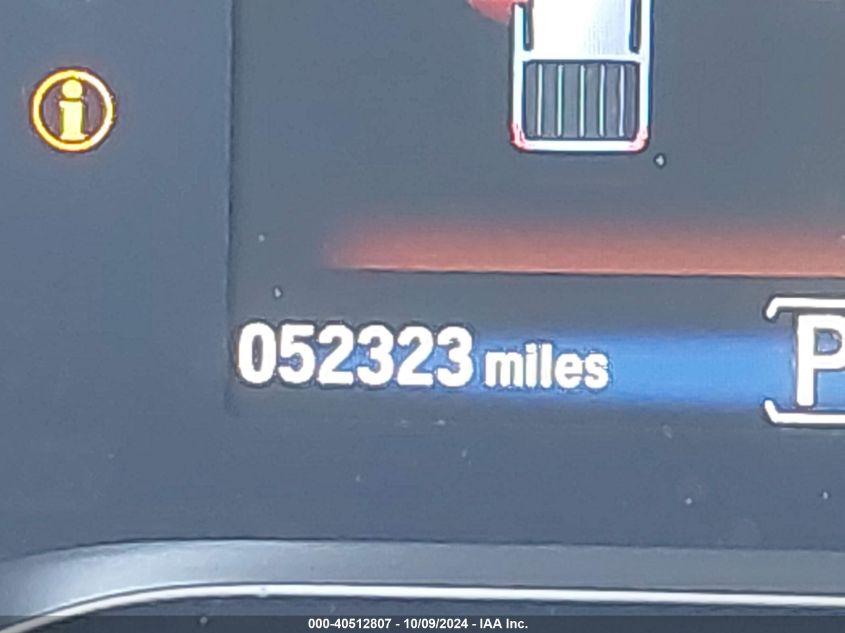 i
052323 miles
P
000-40512807 - 10/09/2024 - IAA Inc.